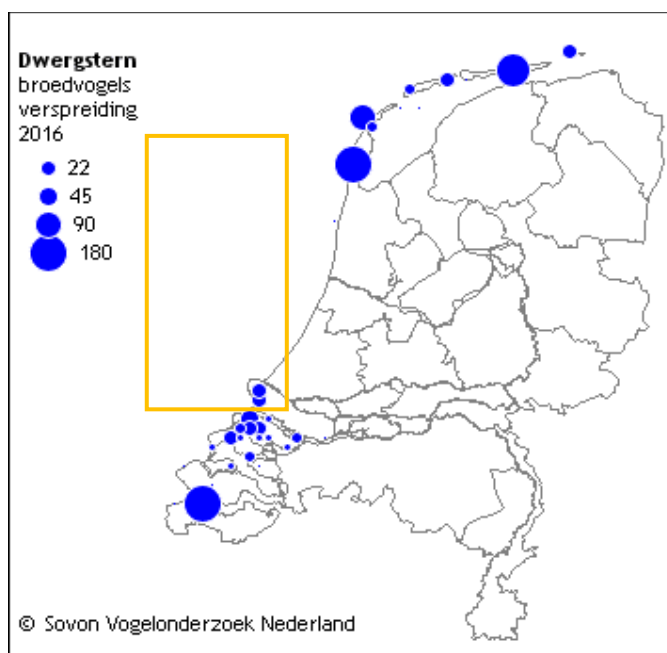 Dwergstern
broedvogels
verspreiding
2016
22
45
90
180
© Sovon Vogelonderzoek Nederland